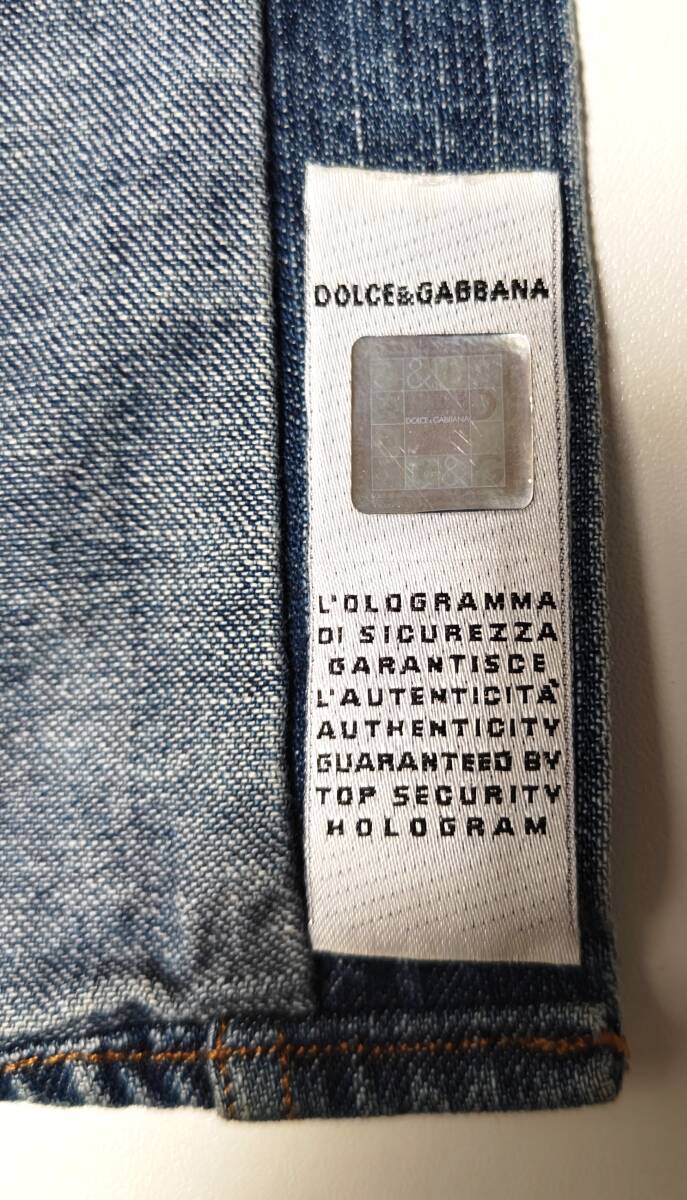 DOLCE&GABBANA
&
D
DOLCE&GABBANA
G&G
L'OLOGRAMMA
DI SICUREZZA
GARANTISCE
L'AUTENTICITÀ
AUTHENTICITY
GUARANTEED BY
TOP SECURITY
HOLOGRAM